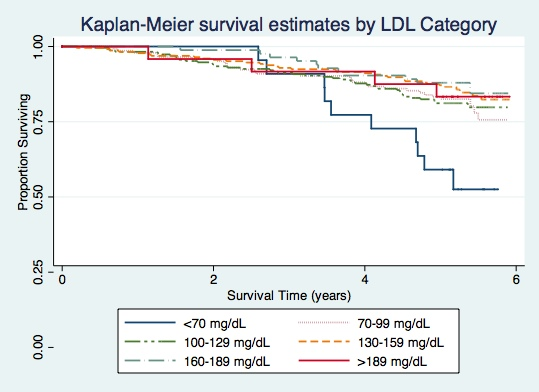 Kaplan-Meier survival estimates by LDL Category
Proportion Surviving
1.00
0.75
0.50
0.25
0.00
0 2 4 6
Survival Time (years)
<70 mg/dL 70-99 mg/dL
100-129 mg/dL 130-159 mg/dL
160-189 mg/dL >189 mg/dL